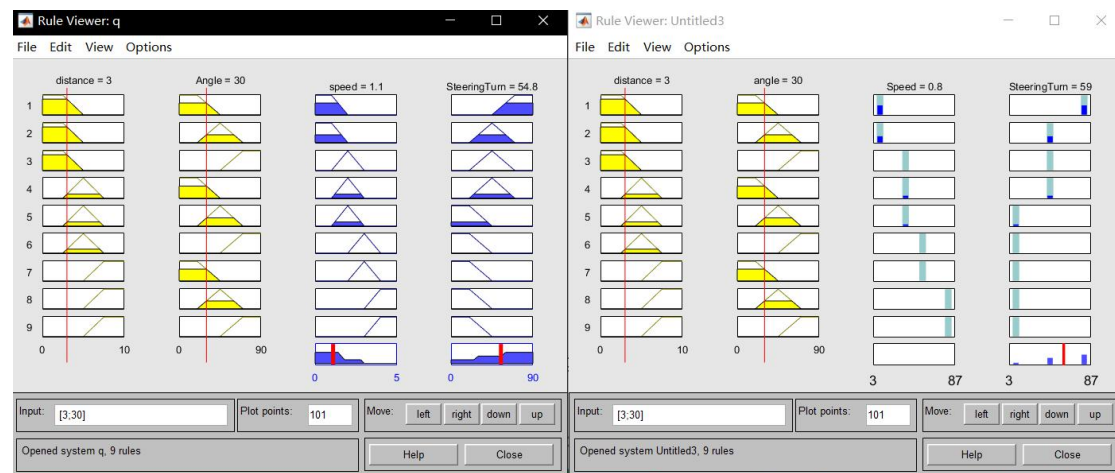 Rule Viewer: q
File Edit View Options
distance = 3 Angle = 30 speed = 1.1 SteeringTurn = 54.8
1
2
3
4
5
6
7
8
9
0 10 0 90
0 5 0 90
Input: [3;30] Plot points: 101 Move: left right down up
Opened system q, 9 rules Help Close
Rule Viewer: Untitled3
File Edit View Options
distance = 3 angle = 30 Speed = 0.8 SteeringTurn = 59
1
2
3
4
5
6
7
8
9
0 10 0 90
3 87 3 87
Input: [3;30] Plot points: 101 Move: left right down up
Opened system Untitled3, 9 rules Help Close